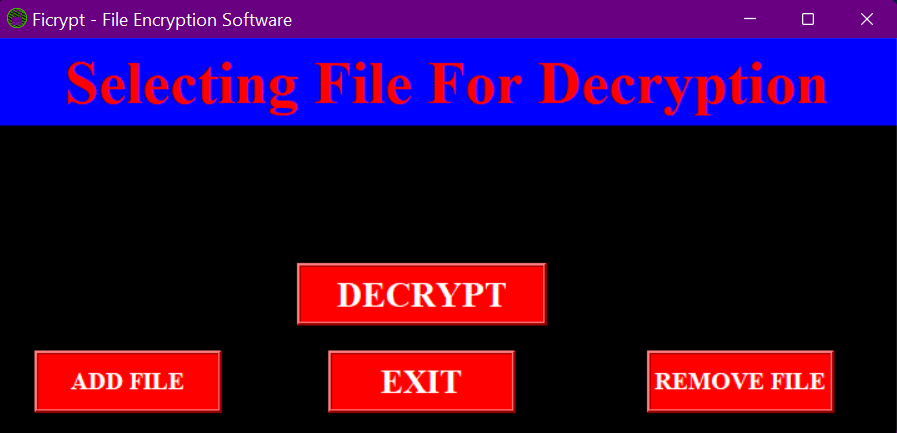 Ficrypt - File Encryption Software
Selecting File For Decryption
DECRYPT
ADD FILE
EXIT
REMOVE FILE